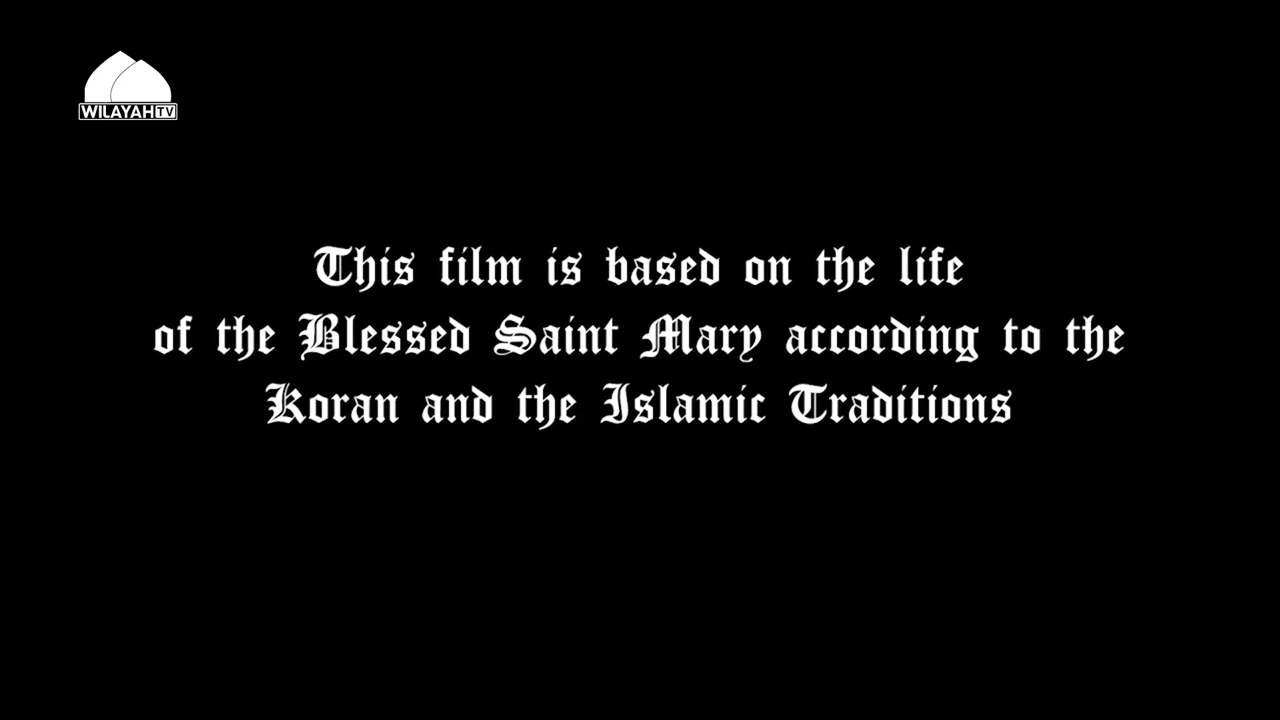 WILAYAH TV
This film is based on the life
of the Blessed Saint Mary according to the
Koran and the Islamic Traditions